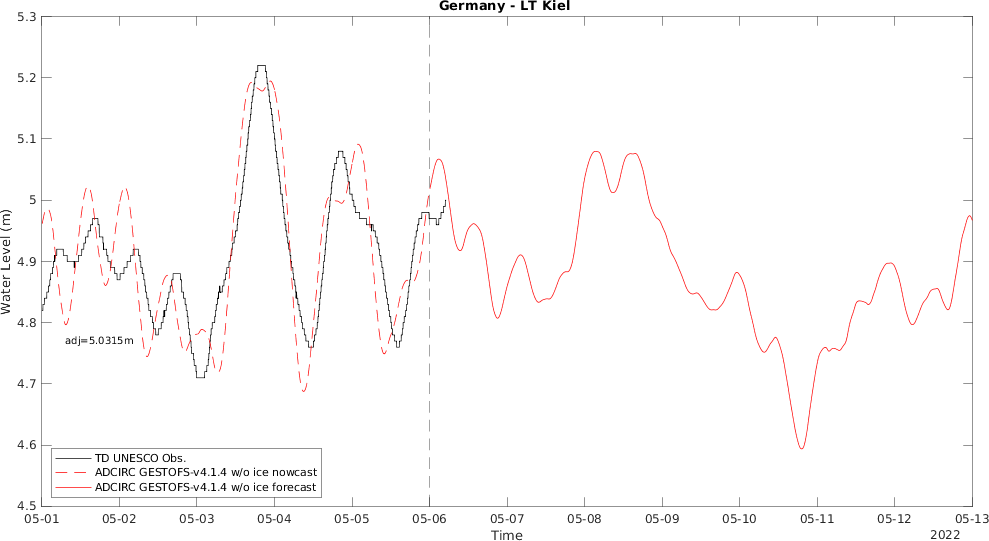 Germany - LT Kiel
5.3
5.2
5.1
5
4.9
4.8
4.7
4.6
4.5
Water Level (m)
adj=5.0315m
TD UNESCO Obs.
ADCIRC GESTOFS-v4.1.4 w/o ice nowcast
ADCIRC GESTOFS-v4.1.4 w/o ice forecast
05-01 05-02 05-03 05-04 05-05 05-06 05-07 05-08 05-09 05-10 05-11 05-12 05-13
Time
2022